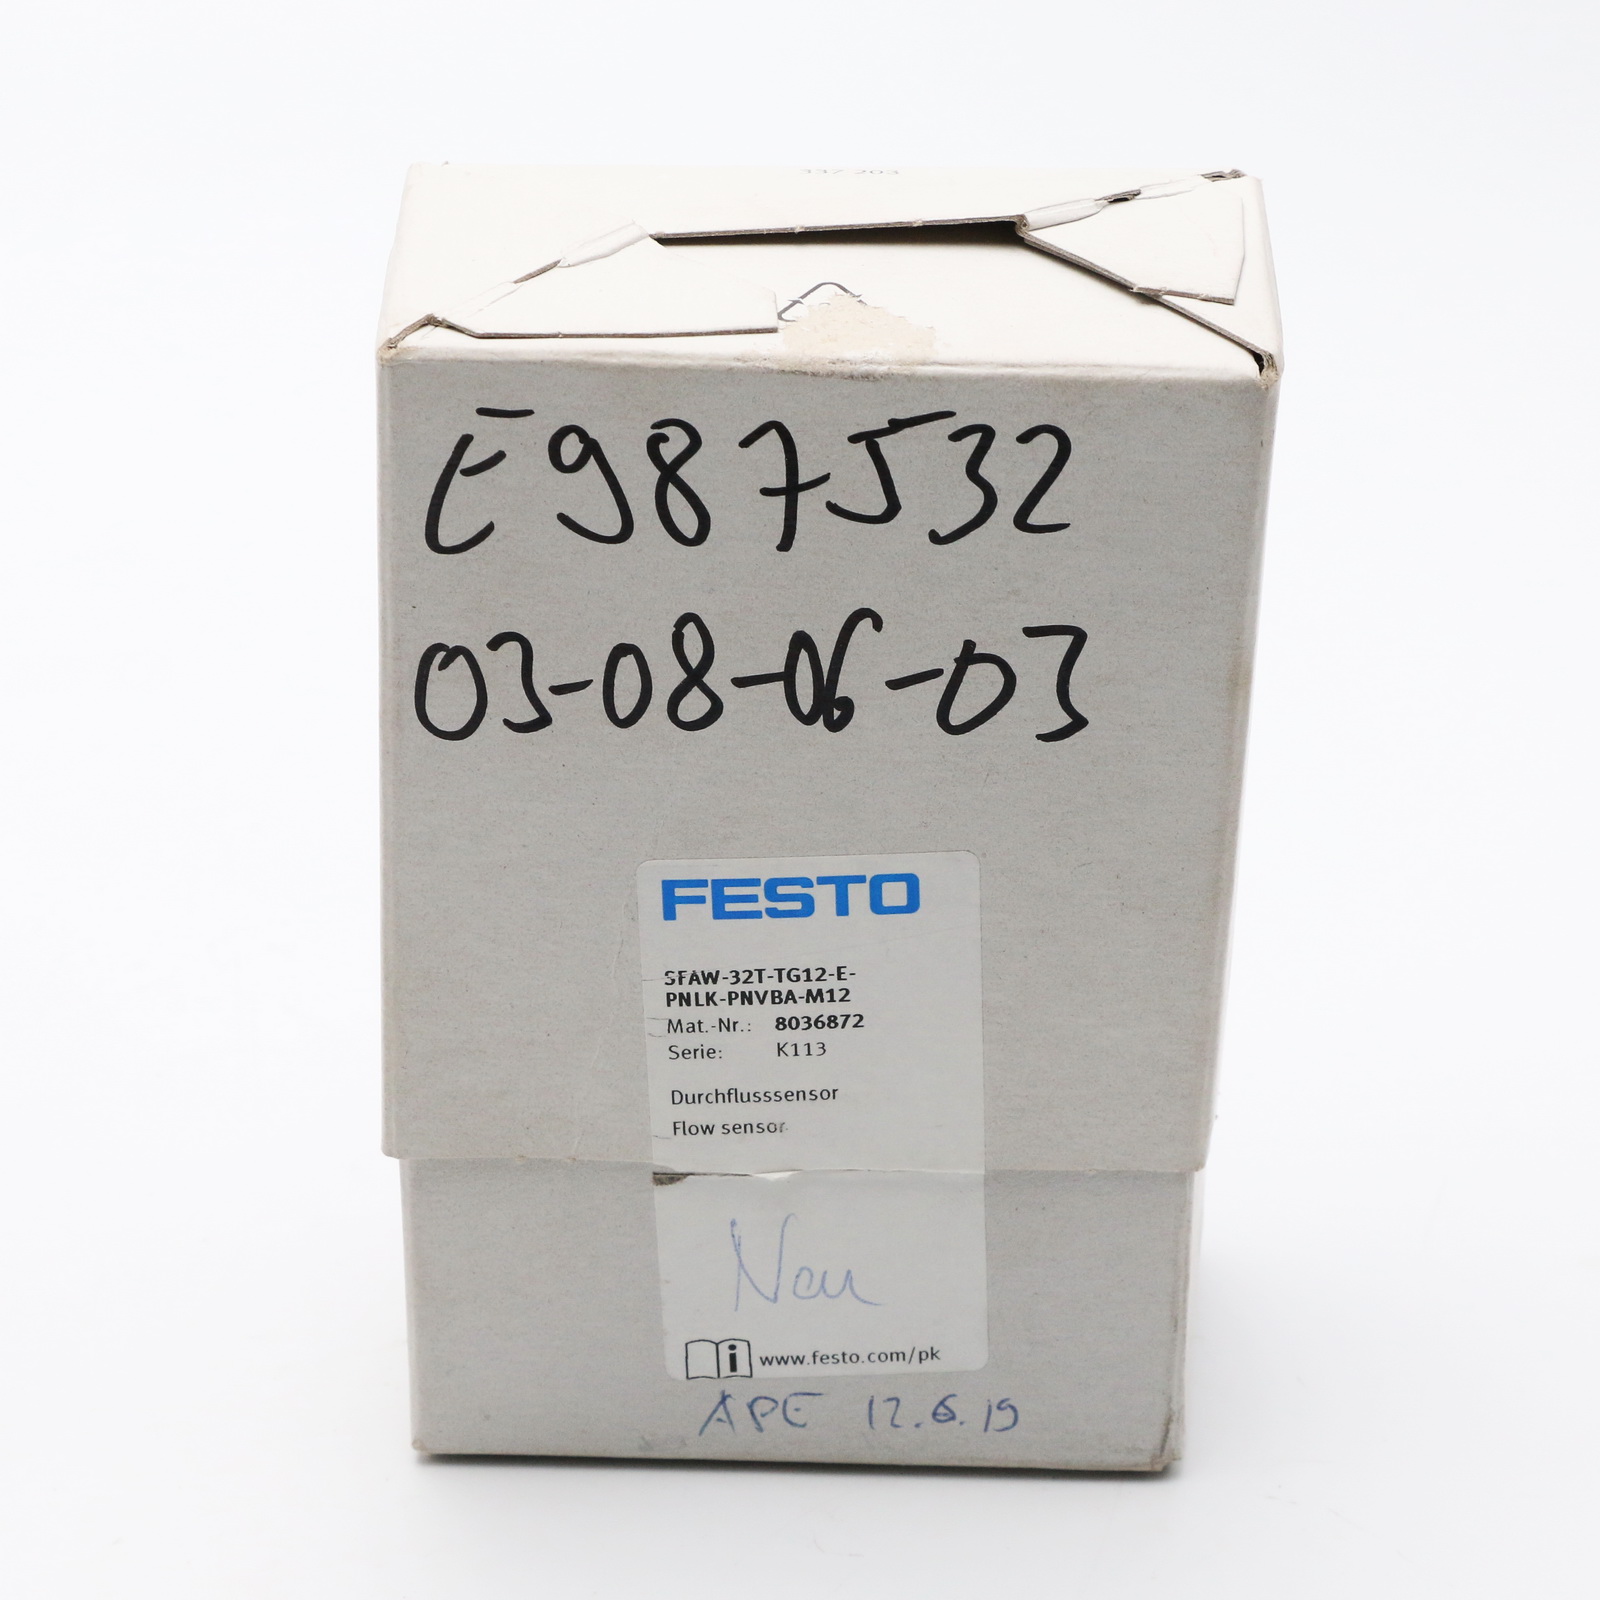 E987532
03-08-06-03
FESTO
SFAW-32T-TG12-E-
PNLK-PNVBA-M12
Mat.-Nr.: 8036872
Serie: K113
Durchflusssensor
Flow sensor
Neu
i www.festo.com/pk
APE 12.6.19